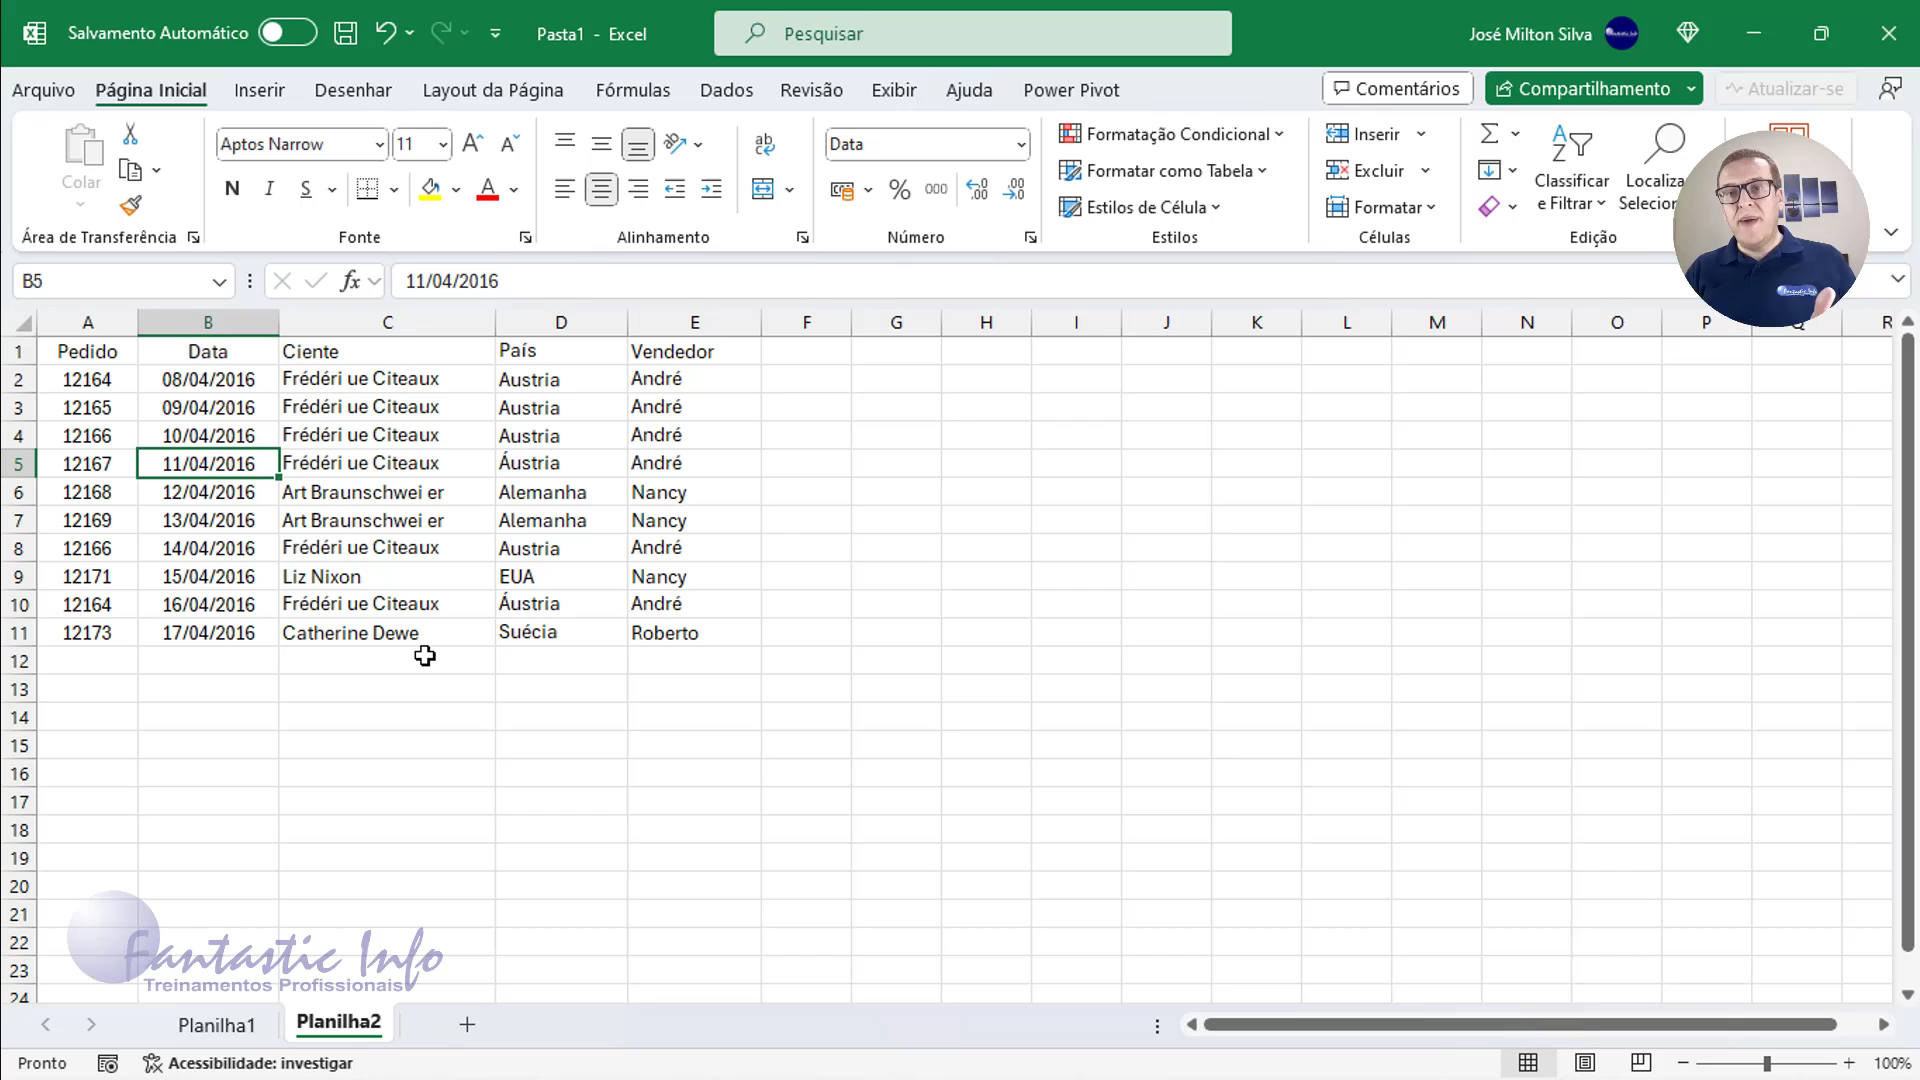 Salvamento Automático Pasta1 - Excel Pesquisar José Milton Silva
Arquivo Página Inicial Inserir Desenhar Layout da Página Fórmulas Dados Revisão Exibir Ajuda Power Pivot Comentários Compartilhamento Atualizar-se
Colar Aptos Narrow 11 Data Formatação Condicional Inserir
N I S A % 000 Formatar como Tabela Excluir Classificar e Filtrar
Estilos de Célula Formatar
Área de Transferência Fonte Alinhamento Número Estilos Células Edição
B5 fx 11/04/2016
A B C D E F G H I J K L M N O P Q R
1 Pedido Data Ciente País Vendedor
2 12164 08/04/2016 Frédéri ue Citeaux Austria André
3 12165 09/04/2016 Frédéri ue Citeaux Austria André
4 12166 10/04/2016 Frédéri ue Citeaux Austria André
5 12167 11/04/2016 Frédéri ue Citeaux Áustria André
6 12168 12/04/2016 Art Braunschwei er Alemanha Nancy
7 12169 13/04/2016 Art Braunschwei er Alemanha Nancy
8 12166 14/04/2016 Frédéri ue Citeaux Austria André
9 12171 15/04/2016 Liz Nixon EUA Nancy
10 12164 16/04/2016 Frédéri ue Citeaux Áustria André
11 12173 17/04/2016 Catherine Dewe Suécia Roberto
12
13
14
15
16
17
18
19
20
21
22
23
24
Fantastic Info
Treinamentos Profissionais
Planilha1 Planilha2
Pronto Acessibilidade: investigar 100%